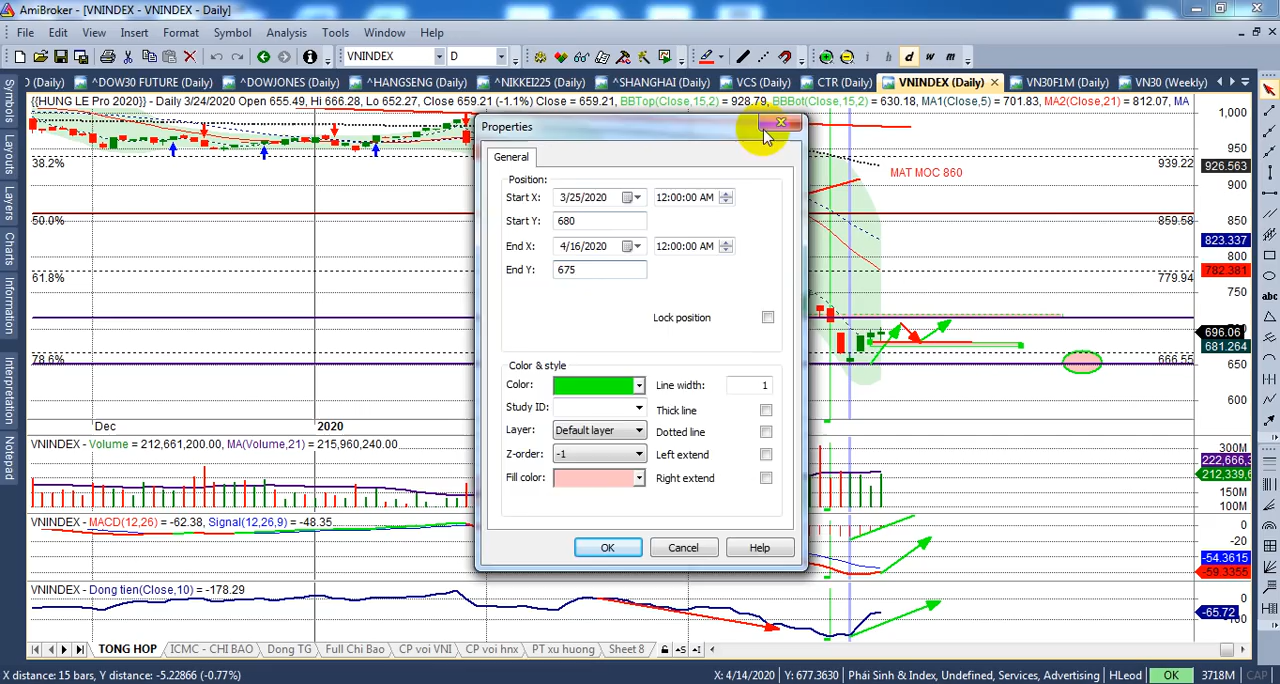 AmiBroker - [VNINDEX - VNINDEX - Daily]
File Edit View Insert Format Symbol Analysis Tools Window Help
VNINDEX D
h d w m
) (Daily) ^DOW30 FUTURE (Daily) ^DOWJONES (Daily) ^HANGSENG (Daily) ^NIKKEI225 (Daily) ^SHANGHAI (Daily) VCS (Daily) CTR (Daily) VNINDEX (Daily) VN30F1M (Daily) VN30 (Weekly)
{{HUNG LE Pro 2020}} - Daily 3/24/2020 Open 655.49, Hi 666.28, Lo 652.27, Close 659.21 (-1.1%) Close = 659.21, BBTop(Close,15,2) = 928.79, BBBot(Close,15,2) = 630.18, MA1(Close,5) = 701.83, MA2(Close,21) = 812.07, MA
Symbols
Layouts
Layers
Charts
Information
Interpretation
Notepad
38.2%
50.0%
61.8%
78.6%
Dec 2020
Properties
General
Position:
Start X: 3/25/2020 12:00:00 AM
Start Y: 680
End X: 4/16/2020 12:00:00 AM
End Y: 675
Lock position
Color & style
Color: Line width: 1
Study ID: Thick line
Layer: Default layer Dotted line
Z-order: -1 Left extend
Fill color: Right extend
OK Cancel Help
MAT MOC 860
939.22
859.58
779.94
666.55
1,000
950
926.563
900
850
823.337
782.381
750
696.06
681.264
650
600
VNINDEX - Volume = 212,661,200.00, MA(Volume,21) = 215,960,240.00
300M
222,666,
212,339,
150M
100M
VNINDEX - MACD(12,26) = -62.38, Signal(12,26,9) = -48.35
0
-20
-54.3615
-59.3355
VNINDEX - Dong tien(Close,10) = -178.29
0
-65.72
-100
TONG HOP ICMC - CHI BAO Dong TG Full Chi Bao CP voi VNI CP voi hnx PT xu huong Sheet 8
X distance: 15 bars, Y distance: -5.22866 (-0.77%) X: 4/14/2020 Y: 677.3630 Phái Sinh & Index, Undefined, Services, Advertising HLeod OK 3718M CAP
abc